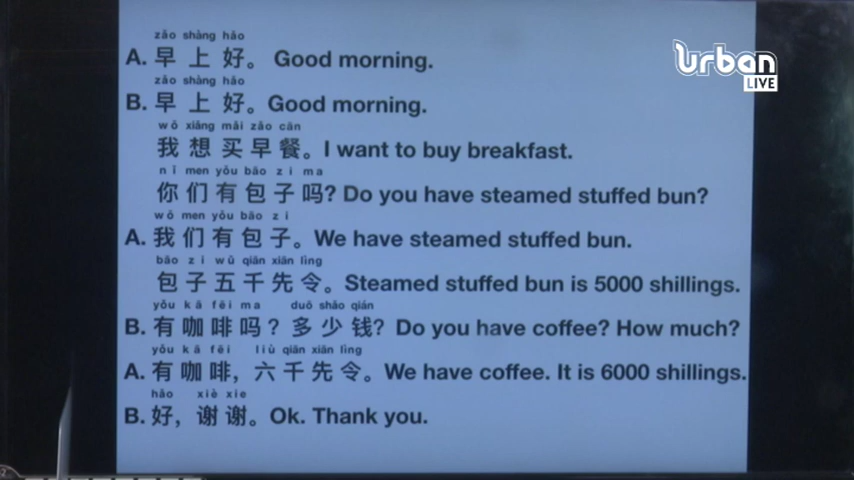 zǎo shàng hǎo
A. 早上好。 Good morning.
zǎo shàng hǎo
B. 早上好。Good morning.
wǒ xiǎng mǎi zǎo cān
我想买早餐。I want to buy breakfast.
nǐ men yǒu bāo zi ma
你们有包子吗? Do you have steamed stuffed bun?
wǒ men yǒu bāo zi
A. 我们有包子。We have steamed stuffed bun.
bāo zi wǔ qiān xiān lìng
包子五千先令。Steamed stuffed bun is 5000 shillings.
yǒu kā fēi ma duō shǎo qián
B. 有咖啡吗? 多少钱? Do you have coffee? How much?
yǒu kā fēi liù qiān xiān lìng
A. 有咖啡, 六千先令。We have coffee. It is 6000 shillings.
hǎo xiè xie
B. 好, 谢谢。Ok. Thank you.
urban
LIVE